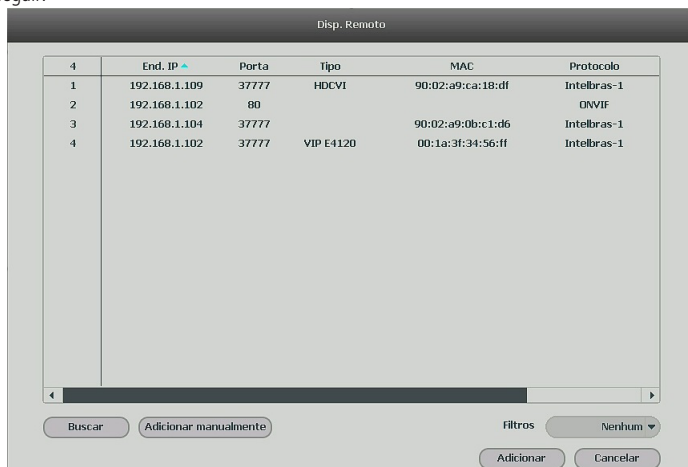 Disp. Remoto
4 End. IP Porta Tipo MAC Protocolo
1 192.168.1.109 37777 HDCVI 90:02:a9:ca:18:df Intelbras-1
2 192.168.1.102 80 ONVIF
3 192.168.1.104 37777 90:02:a9:0b:c1:d6 Intelbras-1
4 192.168.1.102 37777 VIP E4120 00:1a:3f:34:56:ff Intelbras-1
Buscar Adicionar manualmente Filtros Nenhum
Adicionar Cancelar